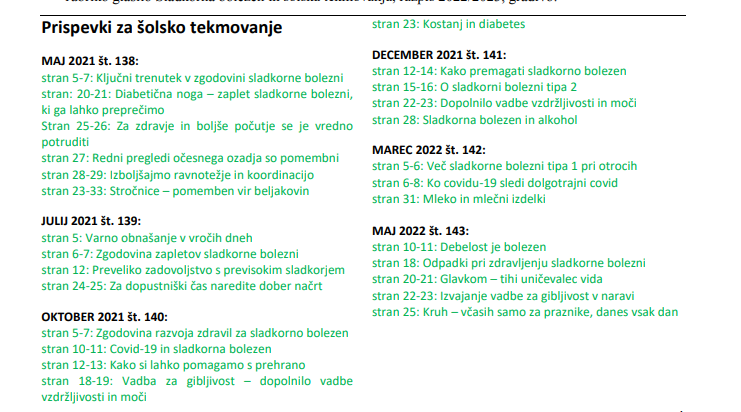 Prispevki za šolsko tekmovanje
MAJ 2021 št. 138:
stran 5-7: Ključni trenutek v zgodovini sladkorne bolezni
stran: 20-21: Diabetična noga – zaplet sladkorne bolezni,
ki ga lahko preprečimo
Stran 25-26: Za zdravje in boljše počutje se je vredno
potruditi
stran 27: Redni pregledi očesnega ozadja so pomembni
stran 28-29: Izboljšajmo ravnotežje in koordinacijo
stran 23-33: Stročnice – pomemben vir beljakovin
JULIJ 2021 št. 139:
stran 5: Varno obnašanje v vročih dneh
stran 6-7: Zgodovina zapletov sladkorne bolezni
stran 12: Preveliko zadovoljstvo s previsokim sladkorjem
stran 24-25: Za dopustniški čas naredite dober načrt
OKTOBER 2021 št. 140:
stran 5-7: Zgodovina razvoja zdravil za sladkorno bolezen
stran 10-11: Covid-19 in sladkorna bolezen
stran 12-13: Kako si lahko pomagamo s prehrano
stran 18-19: Vadba za gibljivost – dopolnilo vadbe
vzdržljivosti in moči
stran 23: Kostanj in diabetes
DECEMBER 2021 št. 141:
stran 12-14: Kako premagati sladkorno bolezen
stran 15-16: O sladkorni bolezni tipa 2
stran 22-23: Dopolnilo vadbe vzdržljivosti in moči
stran 28: Sladkorna bolezen in alkohol
MAREC 2022 št. 142:
stran 5-6: Več sladkorne bolezni tipa 1 pri otrocih
stran 6-8: Ko covidu-19 sledi dolgotrajni covid
stran 31: Mleko in mlečni izdelki
MAJ 2022 št. 143:
stran 10-11: Debelost je bolezen
stran 18: Odpadki pri zdravljenju sladkorne bolezni
stran 20-21: Glavkom – tihi uničevalec vida
stran 22-23: Izvajanje vadbe za gibljivost v naravi
stran 25: Kruh – včasih samo za praznike, danes vsak dan